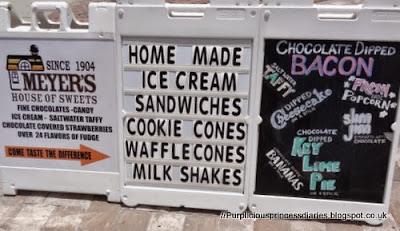 SINCE 1904
MEYER'S
HOUSE OF SWEETS
FINE CHOCOLATES -CANDY
ICE CREAM - SALTWATER TAFFY
CHOCOLATE COVERED STRAWBERRIES
OVER 24 FLAVORS OF FUDGE
COME TASTE THE DIFFERENCE
HOME MADE
ICE CREAM
SANDWICHES
COOKIE CONES
WAFFLE CONES
MILK SHAKES
CHOCOLATE DIPPED
BACON
TAFFY
POPCORN
DIPPED
Cheesecake
CHOCOLATE
DIPPED
KEY
LIME
PIE
BANANAS
//Purpliciousprincessdiaries.blogspot.co.uk